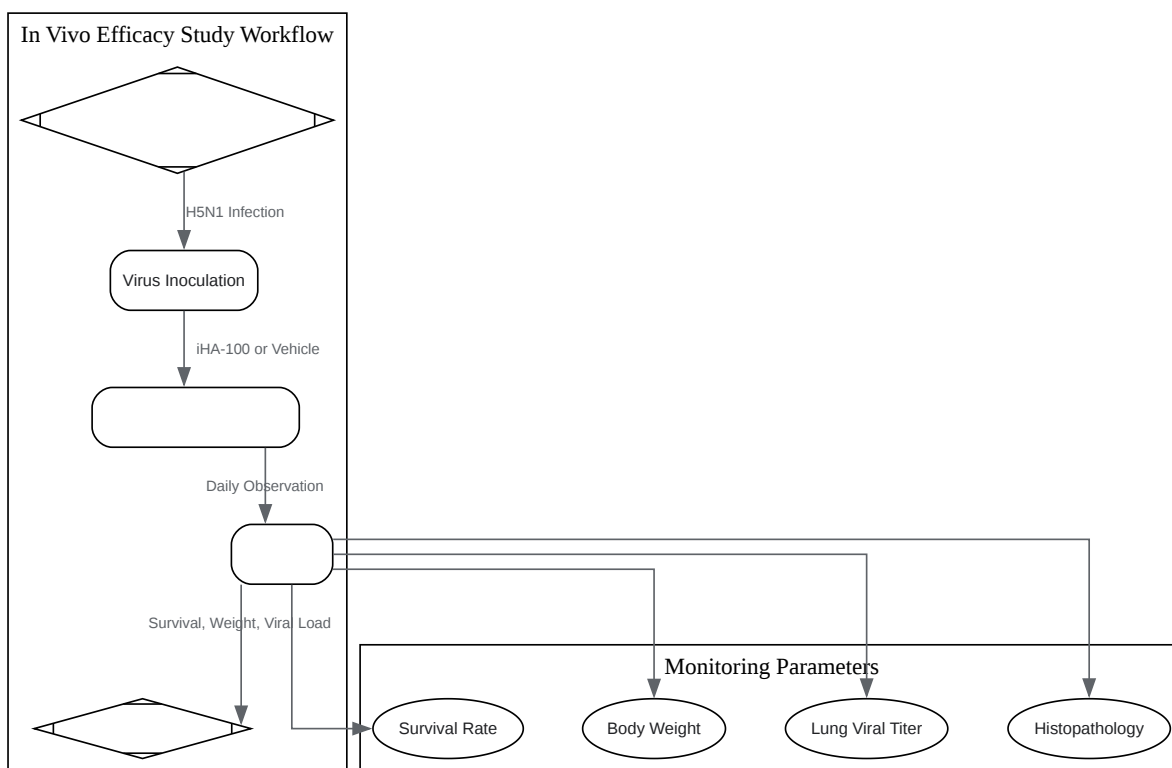 In Vivo Efficacy Study Workflow
H5N1 Infection
Virus Inoculation
iHA-100 or Vehicle
Daily Observation
Survival, Weight, Viral Load
Monitoring Parameters
Survival Rate
Body Weight
Lung Viral Titer
Histopathology